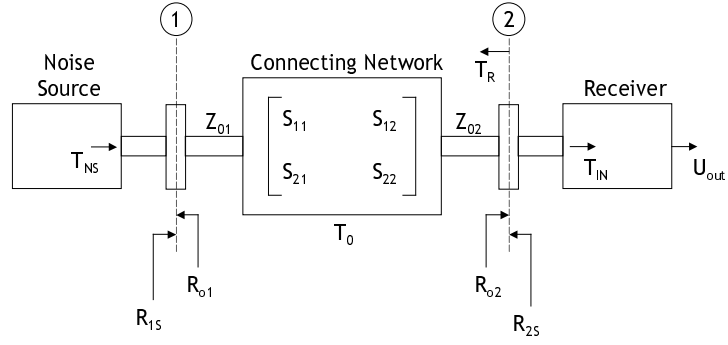 1
2
Noise
Source
Connecting Network
T_R
Receiver
T_NS
Z_01
S_11 S_12
S_21 S_22
Z_02
T_IN
U_out
T_0
R_o1
R_1S
R_o2
R_2S